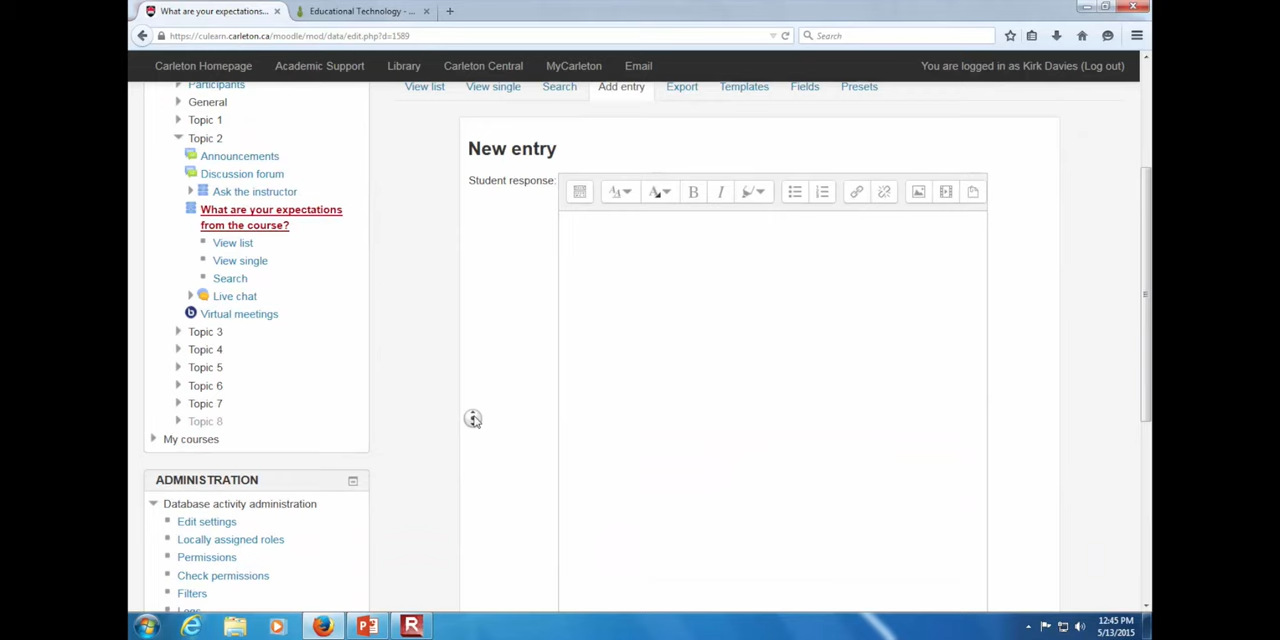 What are your expectations...
Educational Technology - ...
https://culearn.carleton.ca/moodle/mod/data/edit.php?d=1589
Search
Carleton Homepage Academic Support Library Carleton Central MyCarleton Email You are logged in as Kirk Davies (Log out)
Participants
General
Topic 1
Topic 2
Announcements
Discussion forum
Ask the instructor
What are your expectations
from the course?
View list
View single
Search
Live chat
Virtual meetings
Topic 3
Topic 4
Topic 5
Topic 6
Topic 7
Topic 8
My courses
ADMINISTRATION
Database activity administration
Edit settings
Locally assigned roles
Permissions
Check permissions
Filters
Logs
View list View single Search Add entry Export Templates Fields Presets
New entry
Student response:
12:45 PM
5/13/2015